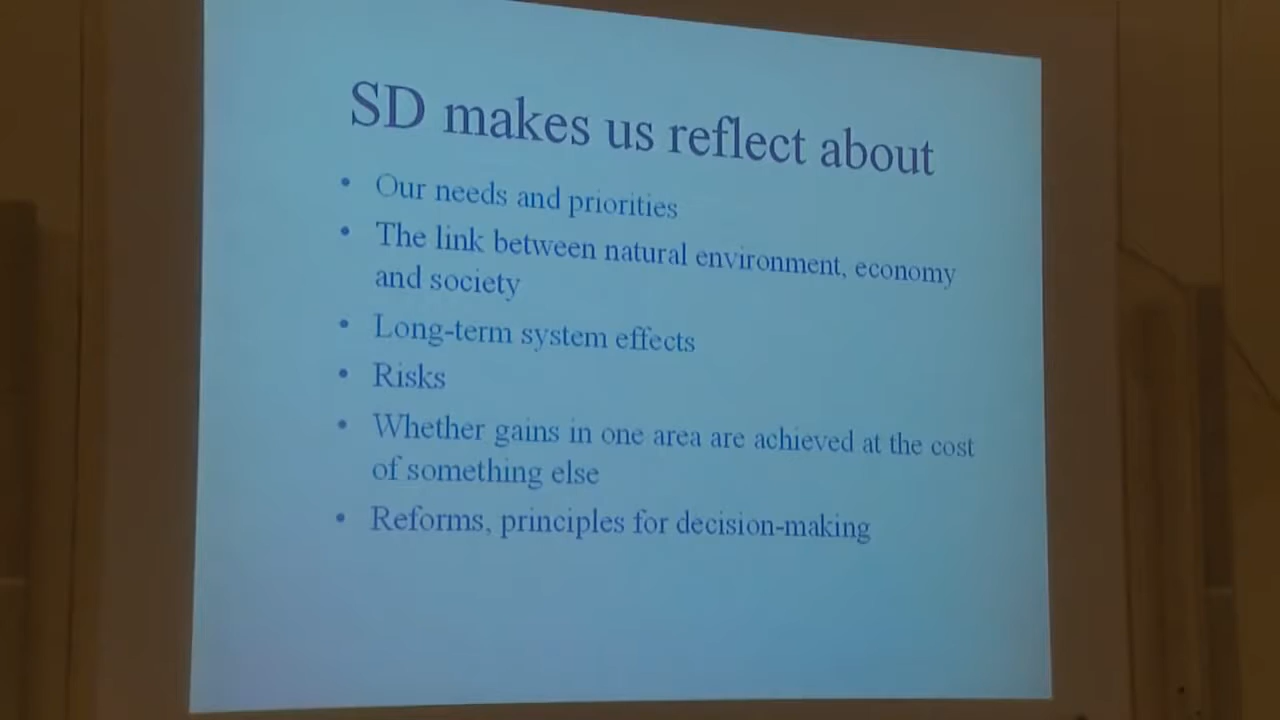 SD makes us reflect about
• Our needs and priorities
• The link between natural environment, economy
and society
• Long-term system effects
• Risks
• Whether gains in one area are achieved at the cost
of something else
• Reforms, principles for decision-making